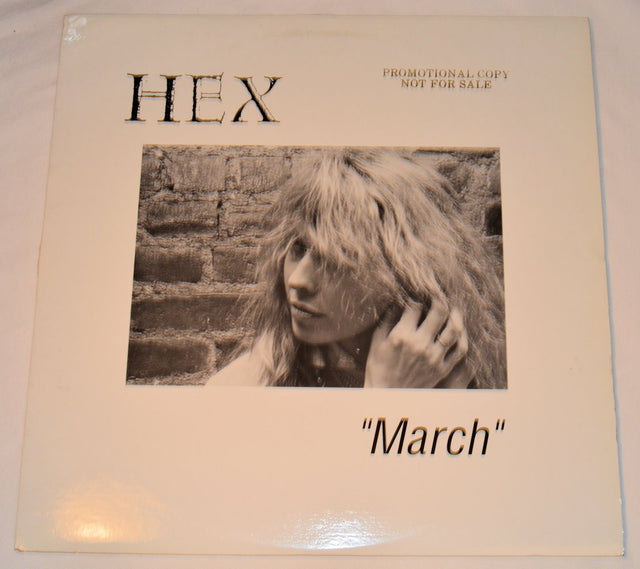 HEX
PROMOTIONAL COPY
NOT FOR SALE
"March"